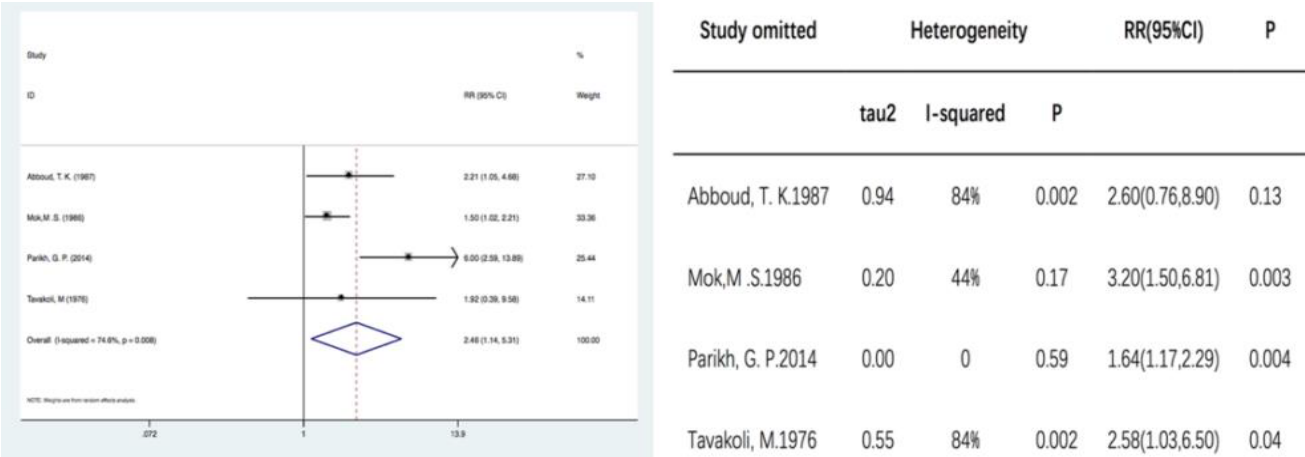 Study %
ID RR (95% CI) Weight
Abboud, T. K. (1987) 2.21 (1.05, 4.68) 27.10
Mok,M .S. (1986) 1.50 (1.02, 2.21) 33.36
Parikh, G. P. (2014) 6.00 (2.59, 13.89) 25.44
Tavakoli, M (1976) 1.92 (0.39, 9.58) 14.11
Overall (I-squared = 74.6%, p = 0.008) 2.46 (1.14, 5.31) 100.00
NOTE: Weights are from random effects analysis
.072 1 13.9
Study omitted Heterogeneity RR(95%CI) P
tau2 I-squared P
Abboud, T. K.1987 0.94 84% 0.002 2.60(0.76,8.90) 0.13
Mok,M .S.1986 0.20 44% 0.17 3.20(1.50,6.81) 0.003
Parikh, G. P.2014 0.00 0 0.59 1.64(1.17,2.29) 0.004
Tavakoli, M.1976 0.55 84% 0.002 2.58(1.03,6.50) 0.04